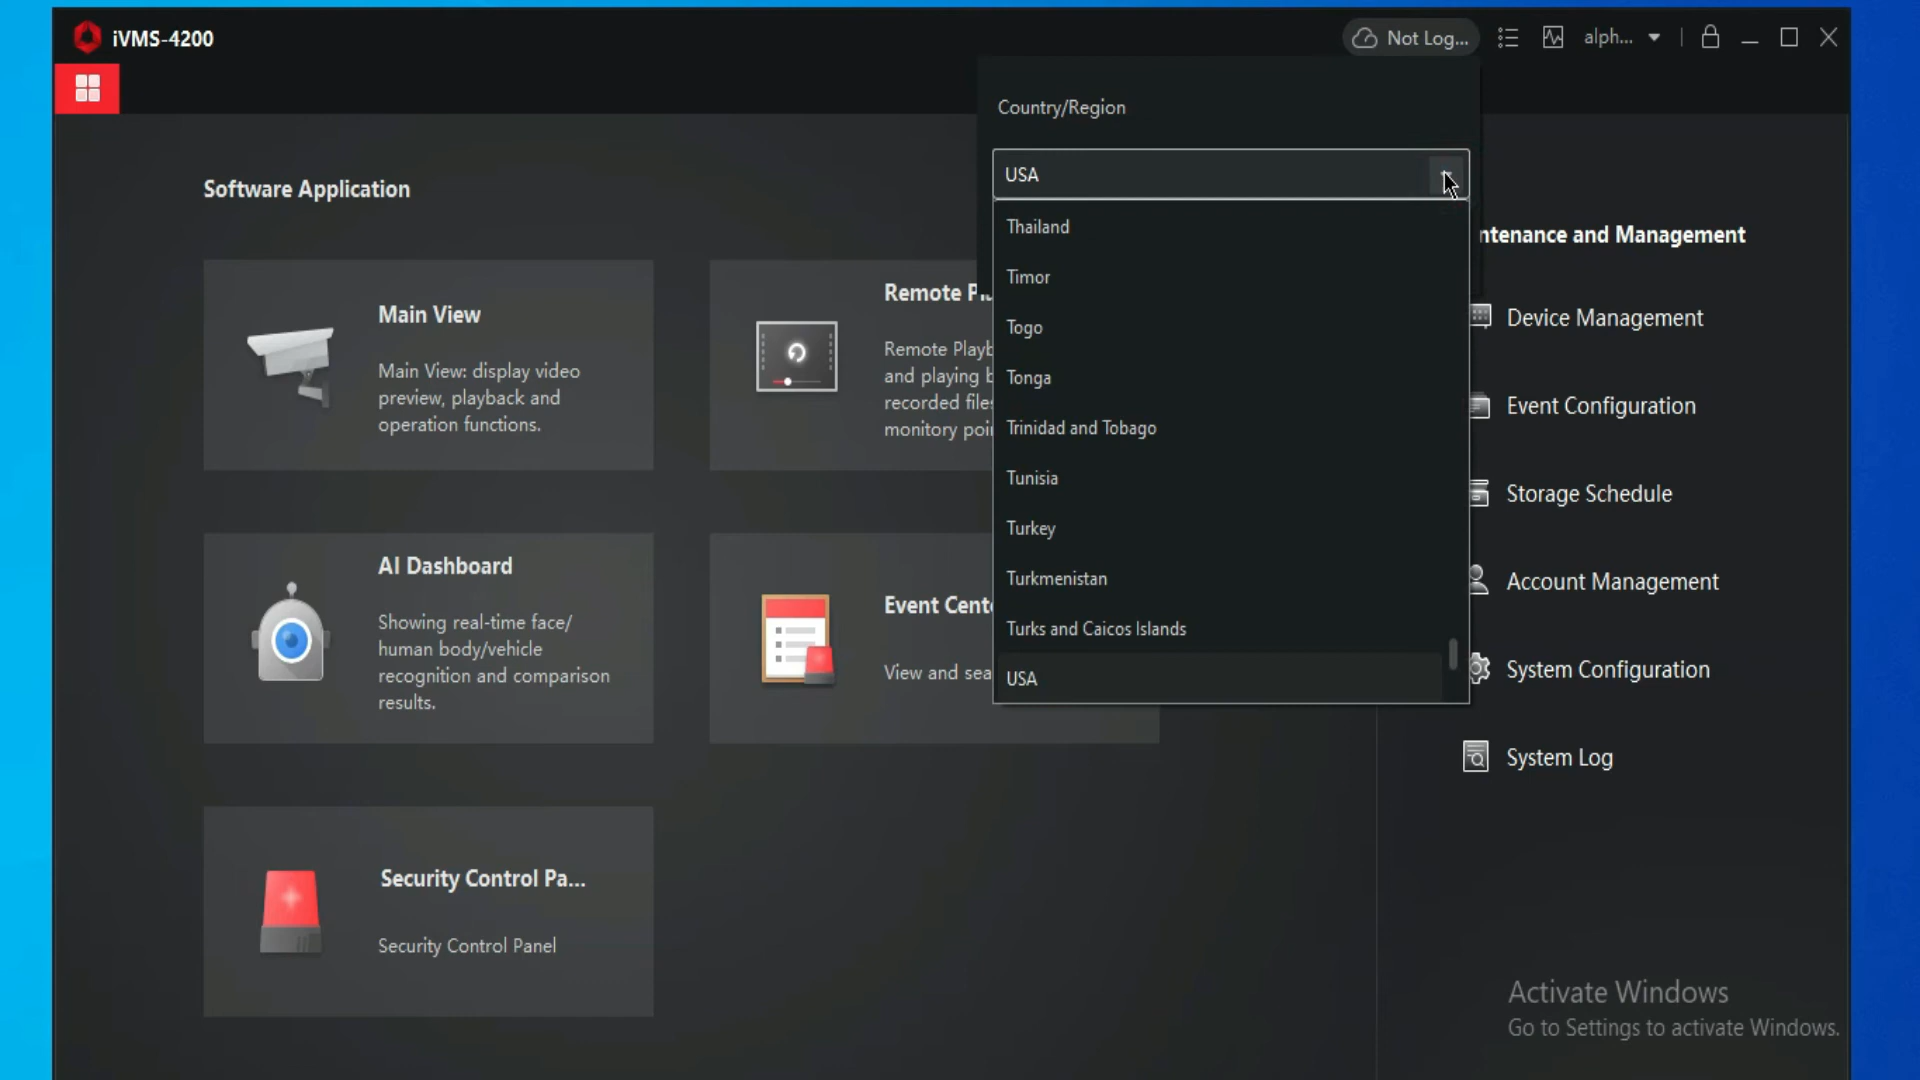 iVMS-4200
Not Log...
alph...
Country/Region
USA
Thailand
Timor
Togo
Tonga
Trinidad and Tobago
Tunisia
Turkey
Turkmenistan
Turks and Caicos Islands
USA
Software Application
Main View
Main View: display video
preview, playback and
operation functions.
Remote
Remote Playb
and playing b
recorded files
monitory poi
AI Dashboard
Showing real-time face/
human body/vehicle
recognition and comparison
results.
Event Cent
View and sea
Security Control Pa...
Security Control Panel
ntenance and Management
Device Management
Event Configuration
Storage Schedule
Account Management
System Configuration
System Log
Activate Windows
Go to Settings to activate Windows.